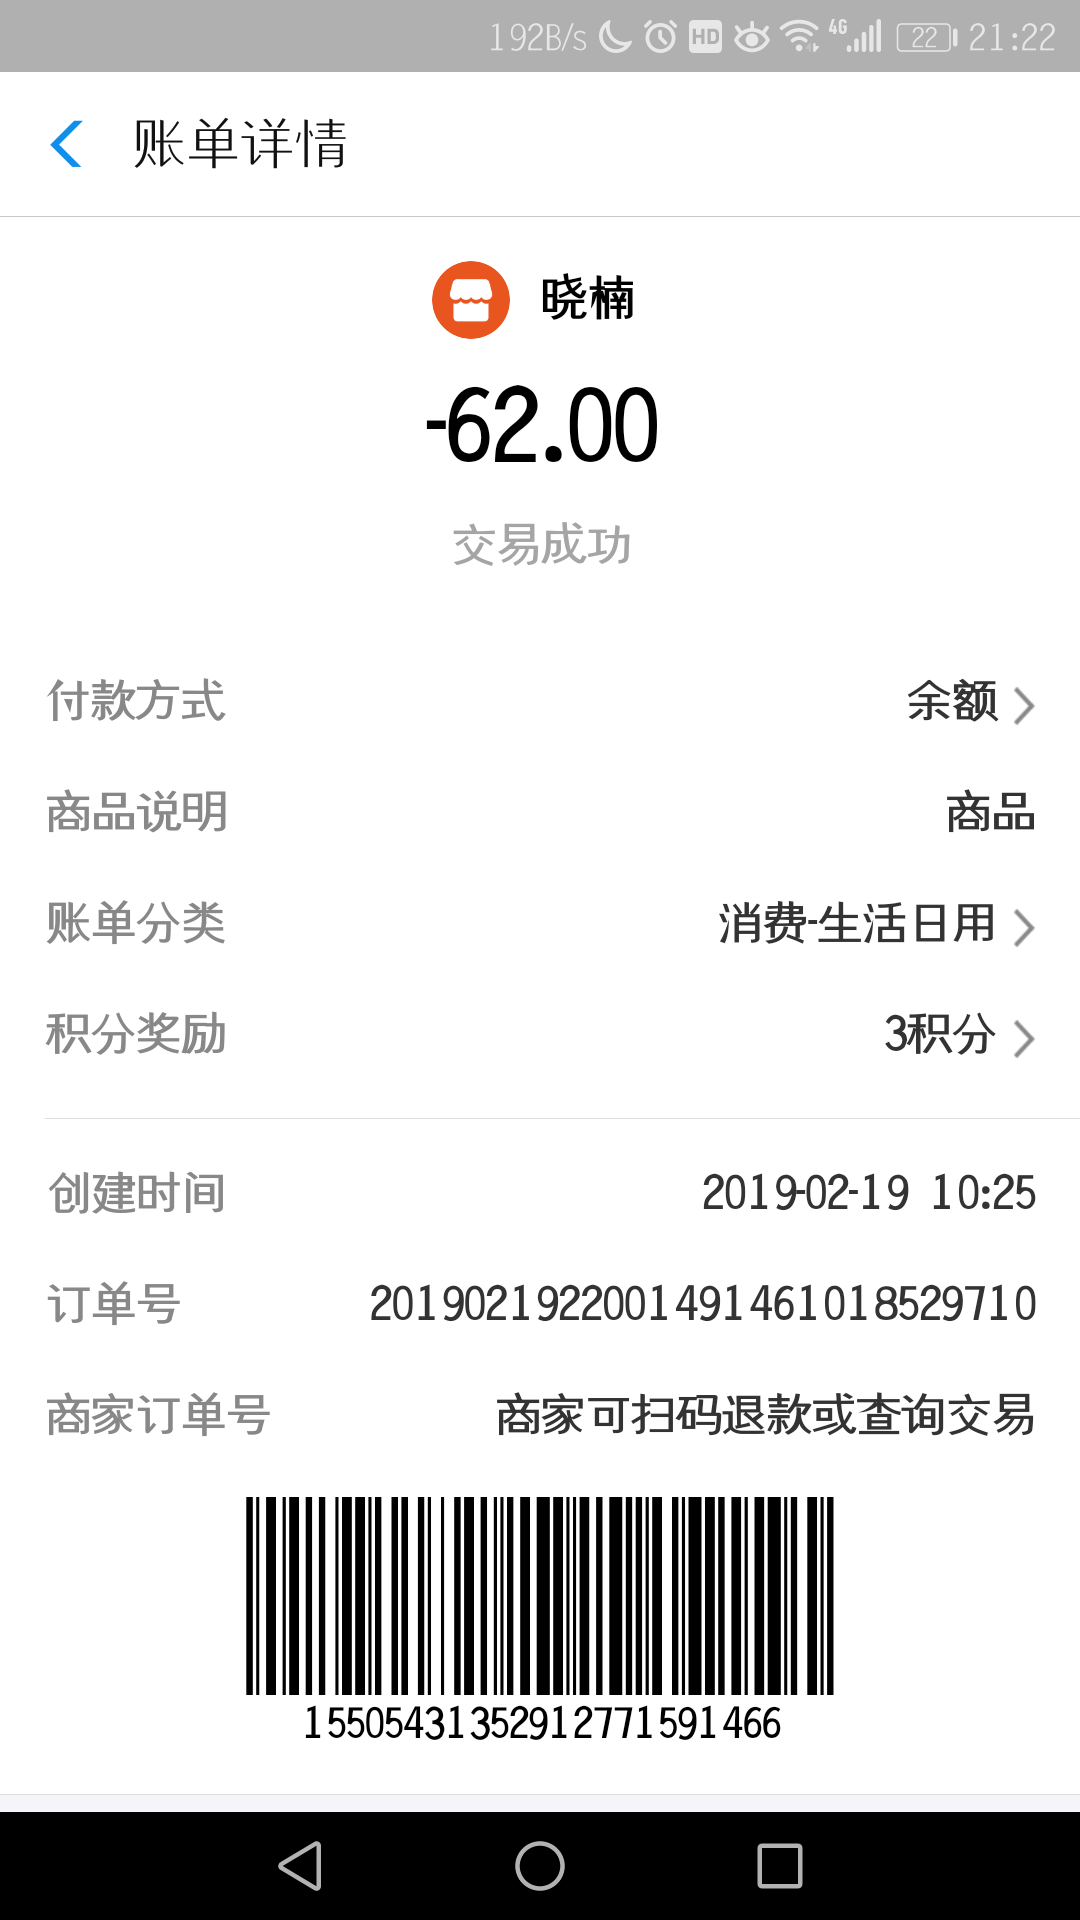 192B/s HD 4G 22 21:22
账单详情
晓楠
-62.00
交易成功
付款方式 余额
商品说明 商品
账单分类 消费-生活日用
积分奖励 3积分
创建时间 2019-02-19 10:25
订单号 2019021922001491461018529710
商家订单号 商家可扫码退款或查询交易
155054313529127771591466